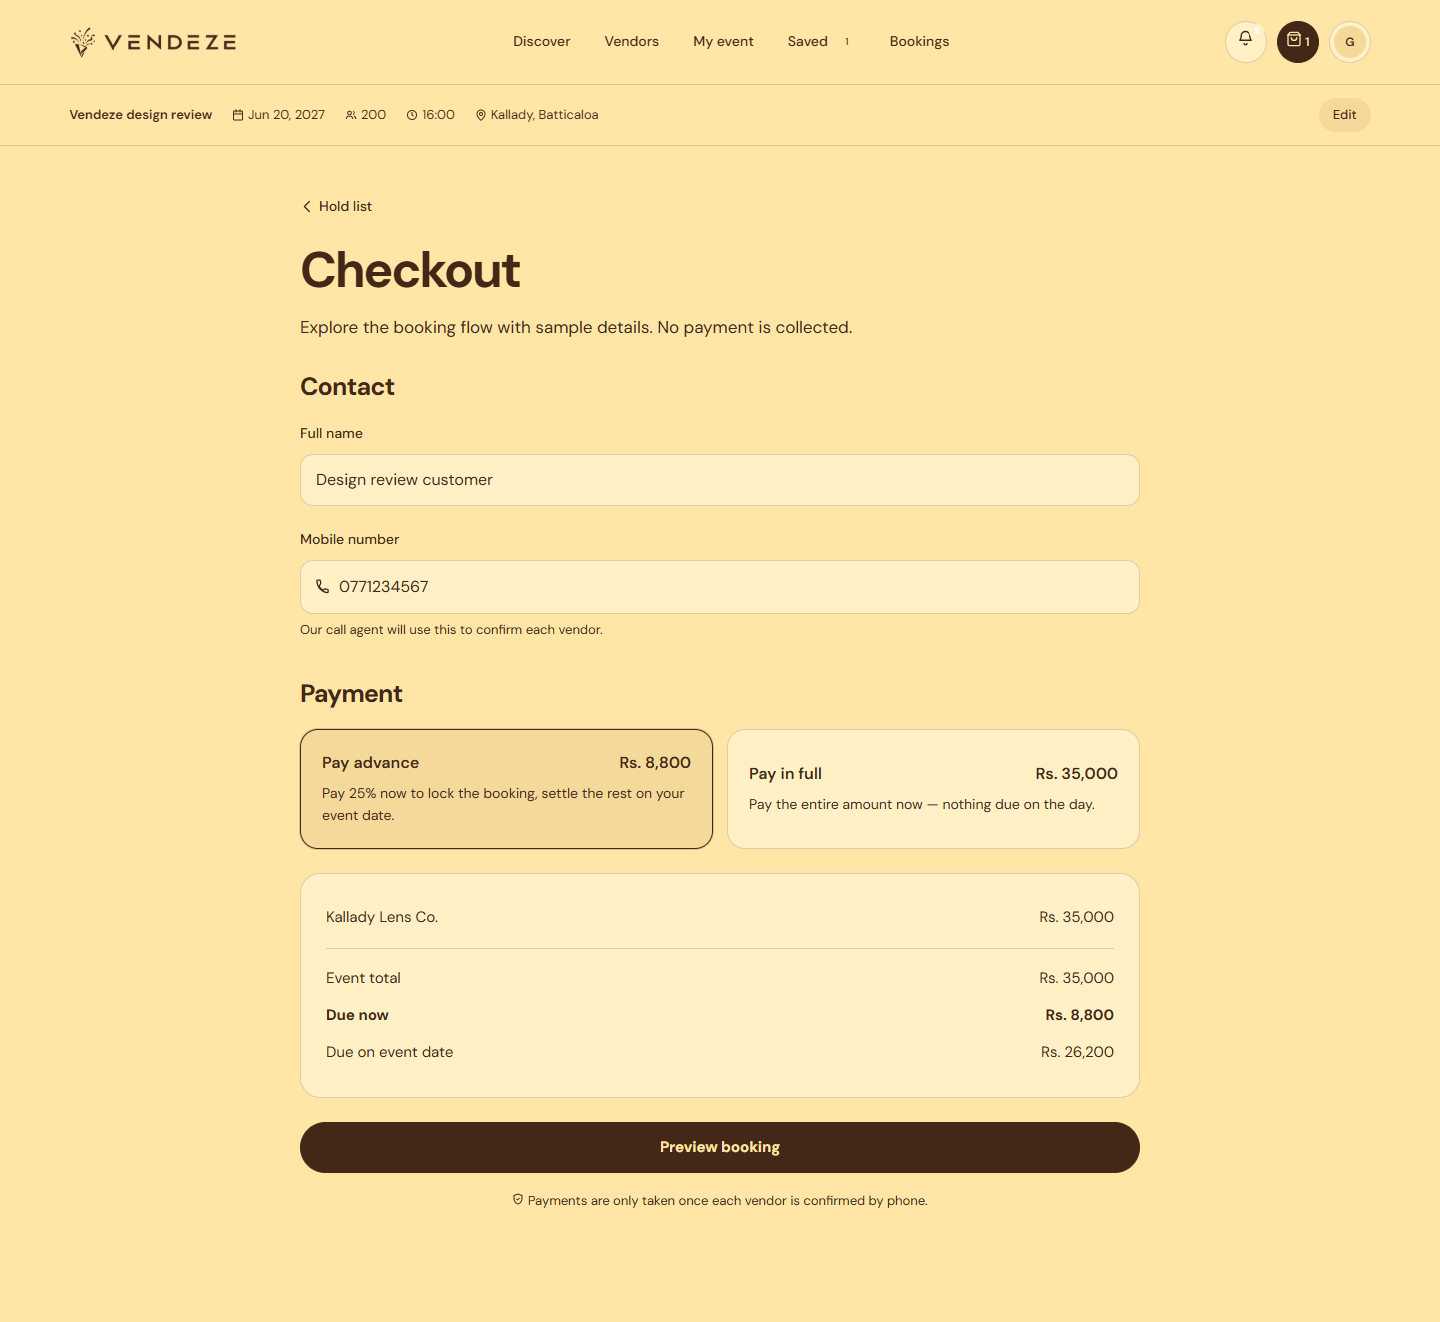 VENDEZE
Discover Vendors My event Saved 1 Bookings
1 G
Vendeze design review Jun 20, 2027 200 16:00 Kallady, Batticaloa Edit
Hold list
Checkout
Explore the booking flow with sample details. No payment is collected.
Contact
Full name
Design review customer
Mobile number
0771234567
Our call agent will use this to confirm each vendor.
Payment
Pay advance Rs. 8,800
Pay 25% now to lock the booking, settle the rest on your
event date.
Pay in full Rs. 35,000
Pay the entire amount now — nothing due on the day.
Kallady Lens Co. Rs. 35,000
Event total Rs. 35,000
Due now Rs. 8,800
Due on event date Rs. 26,200
Preview booking
Payments are only taken once each vendor is confirmed by phone.